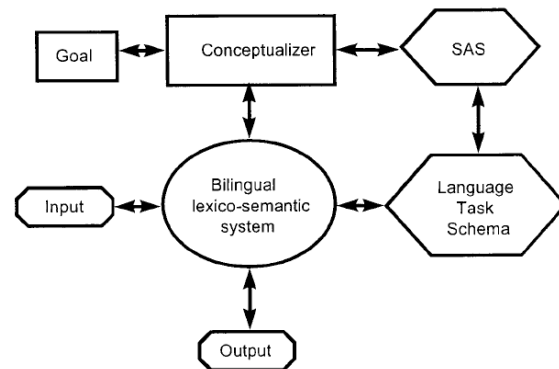 Goal
Conceptualizer
SAS
Input
Bilingual
lexico-semantic
system
Language
Task
Schema
Output